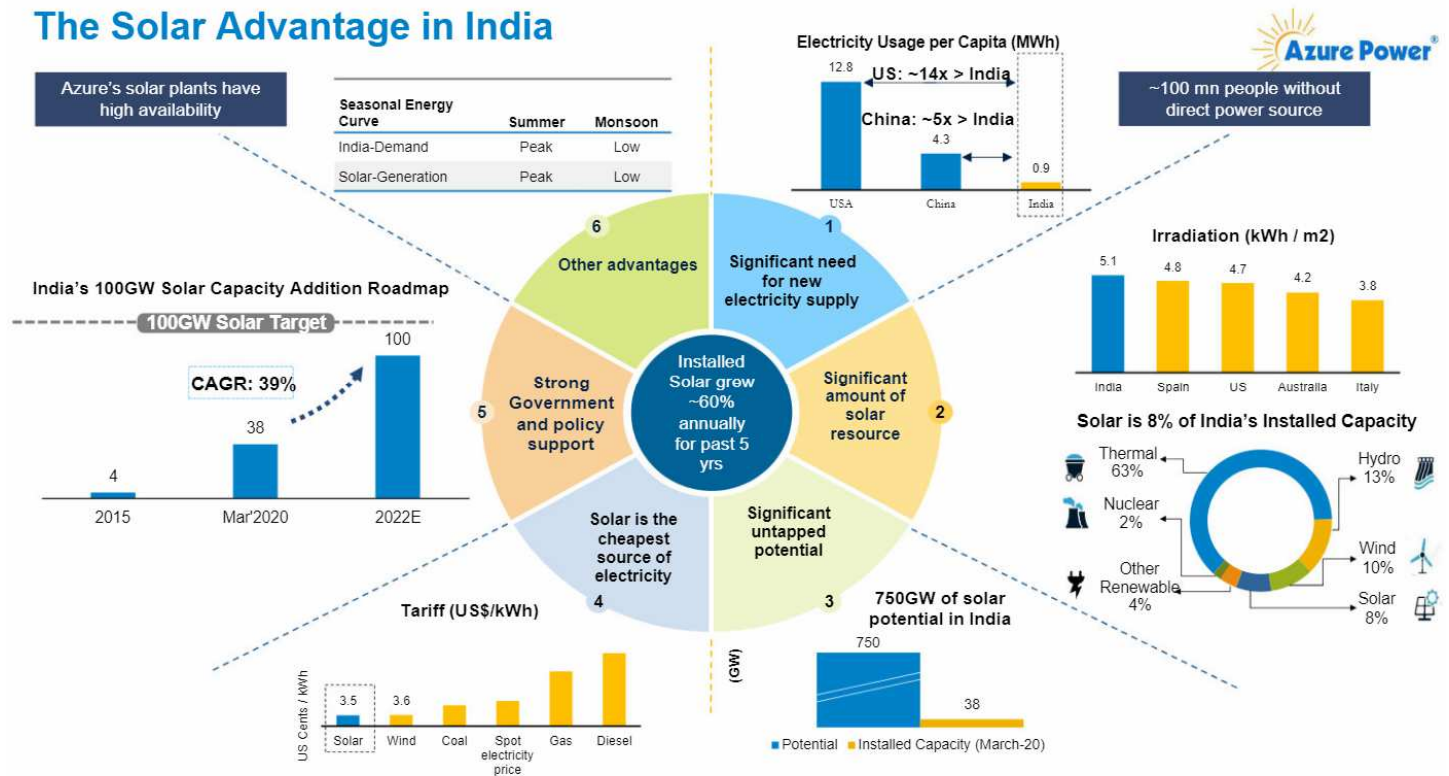 The Solar Advantage in India
Azure Power®
Azure's solar plants have
high availability
Seasonal Energy
Curve Summer Monsoon
India-Demand Peak Low
Solar-Generation Peak Low
Electricity Usage per Capita (MWh)
12.8
US: ~14x > India
China: ~5x > India
4.3
0.9
USA China India
~100 mn people without
direct power source
6
Other advantages
1
Significant need
for new
electricity supply
Irradiation (kWh / m2)
5.1 4.8 4.7 4.2 3.8
India Spain US Australia Italy
India's 100GW Solar Capacity Addition Roadmap
100GW Solar Target
100
CAGR: 39%
38
4
2015 Mar'2020 2022E
5
Strong
Government
and policy
support
Installed
Solar grew
~60%
annually
for past 5
yrs
Significant
amount of
solar
resource
2
Solar is 8% of India's Installed Capacity
Thermal
63%
Nuclear
2%
Other
Renewable
4%
Hydro
13%
Wind
10%
Solar
8%
Solar is the
cheapest
source of
electricity
4
Significant
untapped
potential
3
Tariff (US$/kWh)
US Cents / kWh
3.5 3.6
Solar Wind Coal Spot
electricity
price Gas Diesel
750GW of solar
potential in India
(GW)
750
38
Potential Installed Capacity (March-20)